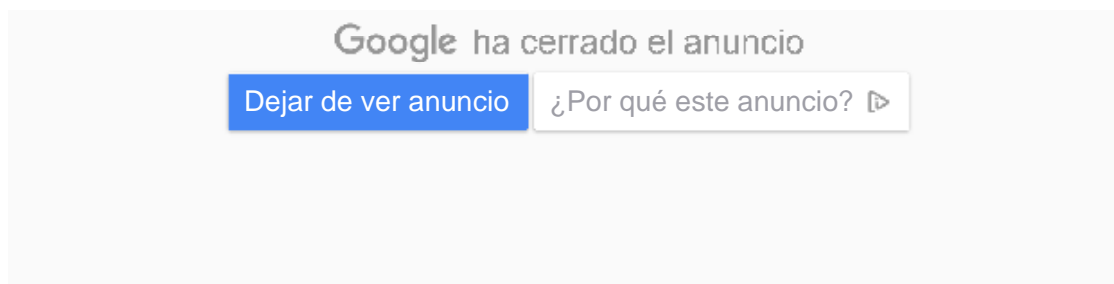 Google ha cerrado el anuncio
Dejar de ver anuncio
¿Por qué este anuncio?